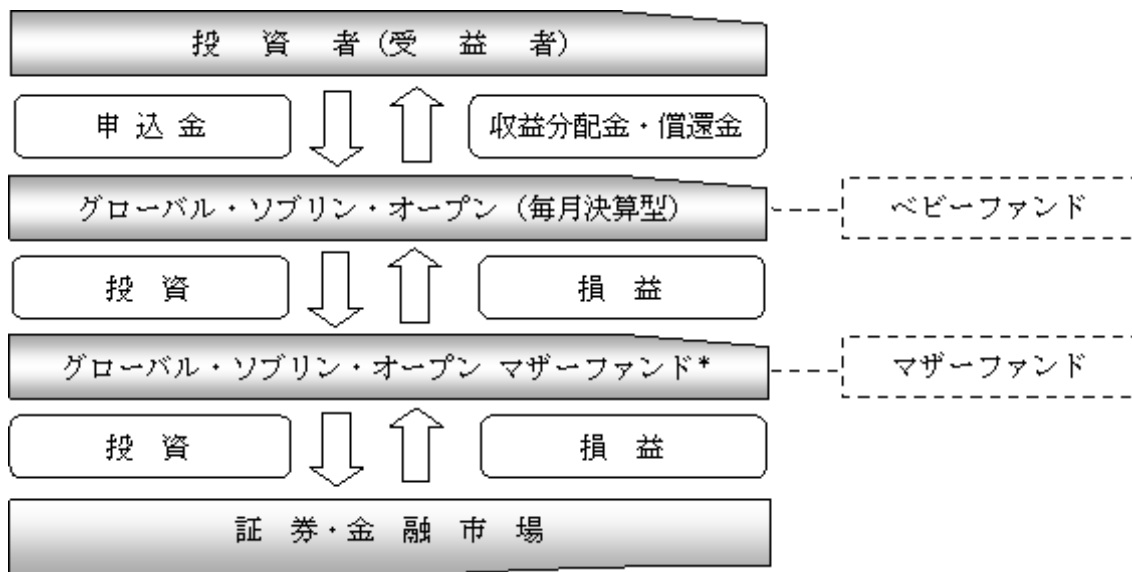 投資者(受益者)
申込金
収益分配金・償還金
グローバル・ソブリン・オープン(毎月決算型)
ベビーファンド
投資
損益
グローバル・ソブリン・オープン マザーファンド*
マザーファンド
投資
損益
証券・金融市場